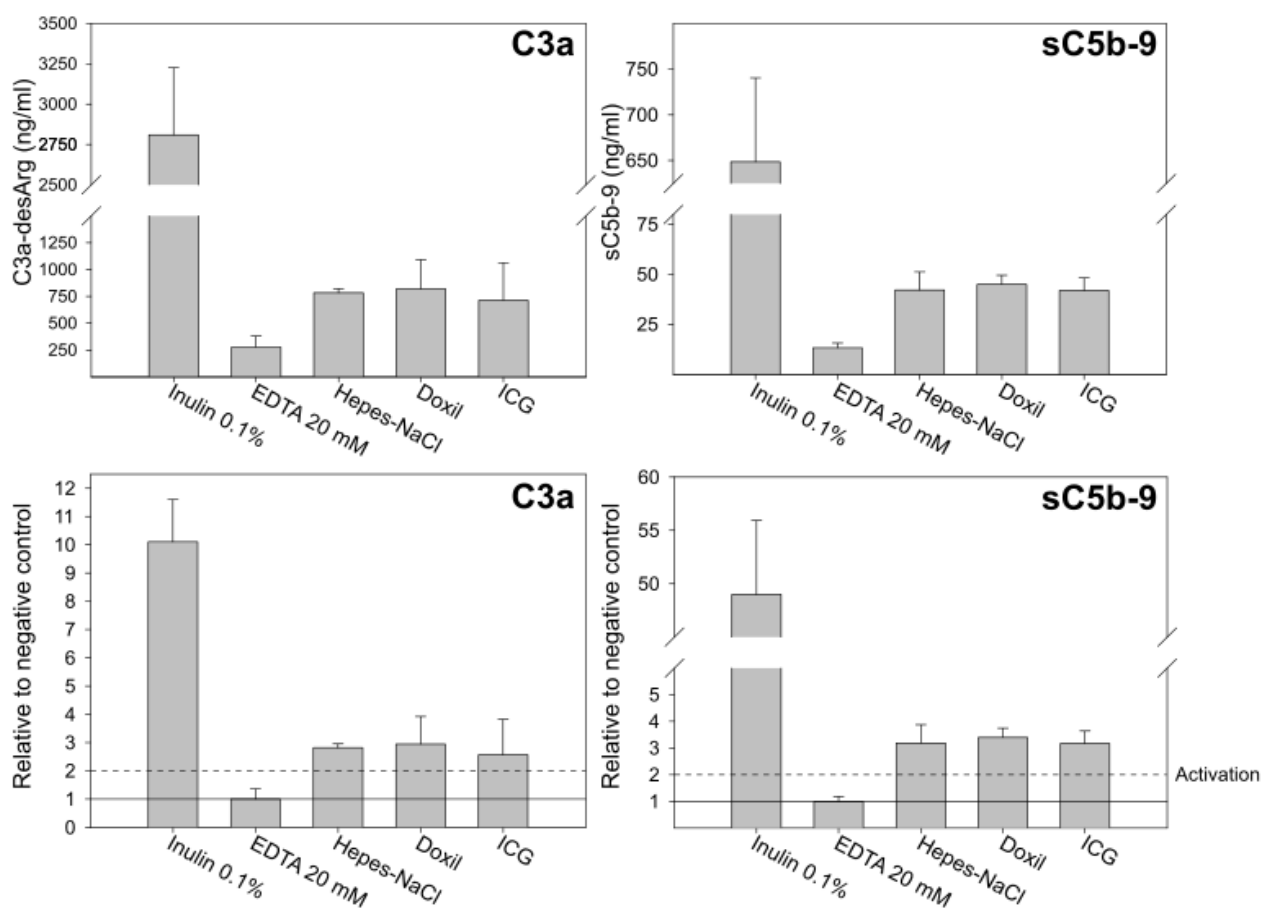 C3a
C3a-desArg (ng/ml)
3500
3250
3000
2750
2500
1250
1000
750
500
250
Inulin 0.1%
EDTA 20 mM
Hepes-NaCl
Doxil
ICG
sC5b-9
sC5b-9 (ng/ml)
750
700
650
75
50
25
Inulin 0.1%
EDTA 20 mM
Hepes-NaCl
Doxil
ICG
C3a
Relative to negative control
12
11
10
9
8
7
6
5
4
3
2
1
0
Inulin 0.1%
EDTA 20 mM
Hepes-NaCl
Doxil
ICG
sC5b-9
Relative to negative control
60
55
50
5
4
3
2
1
Activation
Inulin 0.1%
EDTA 20 mM
Hepes-NaCl
Doxil
ICG